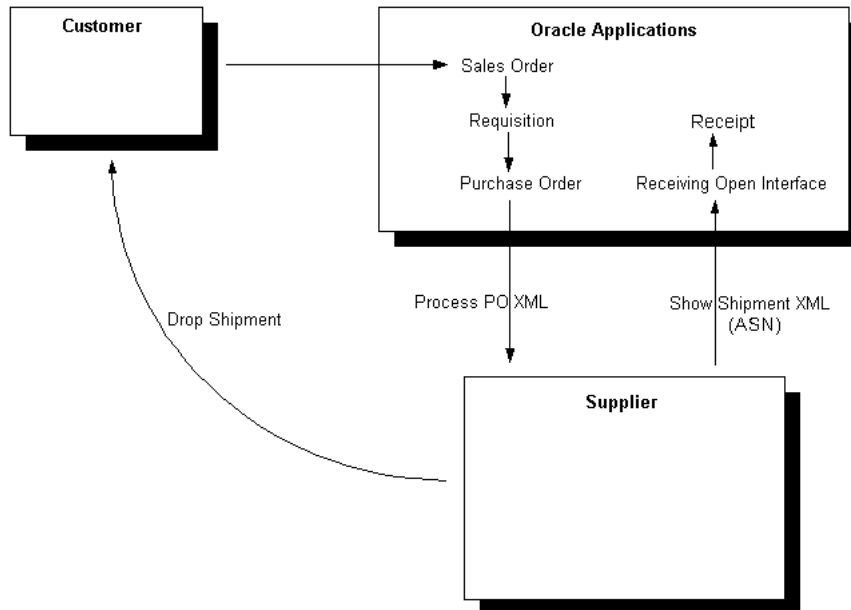 Customer
Oracle Applications
Sales Order
Requisition
Receipt
Purchase Order
Receiving Open Interface
Process PO XML
Show Shipment XML
(ASN)
Drop Shipment
Supplier